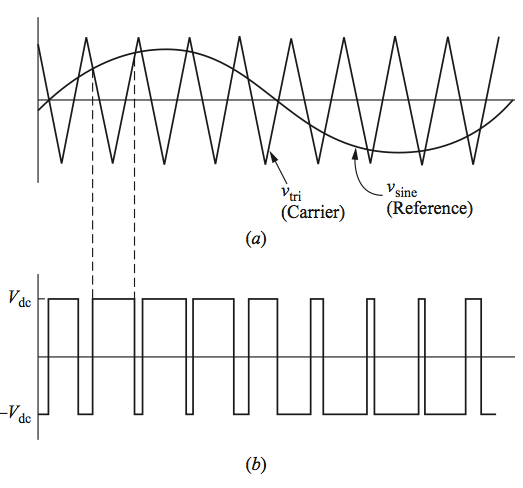 v_tri
(Carrier)
v_sine
(Reference)
(a)
V_dc
−V_dc
(b)